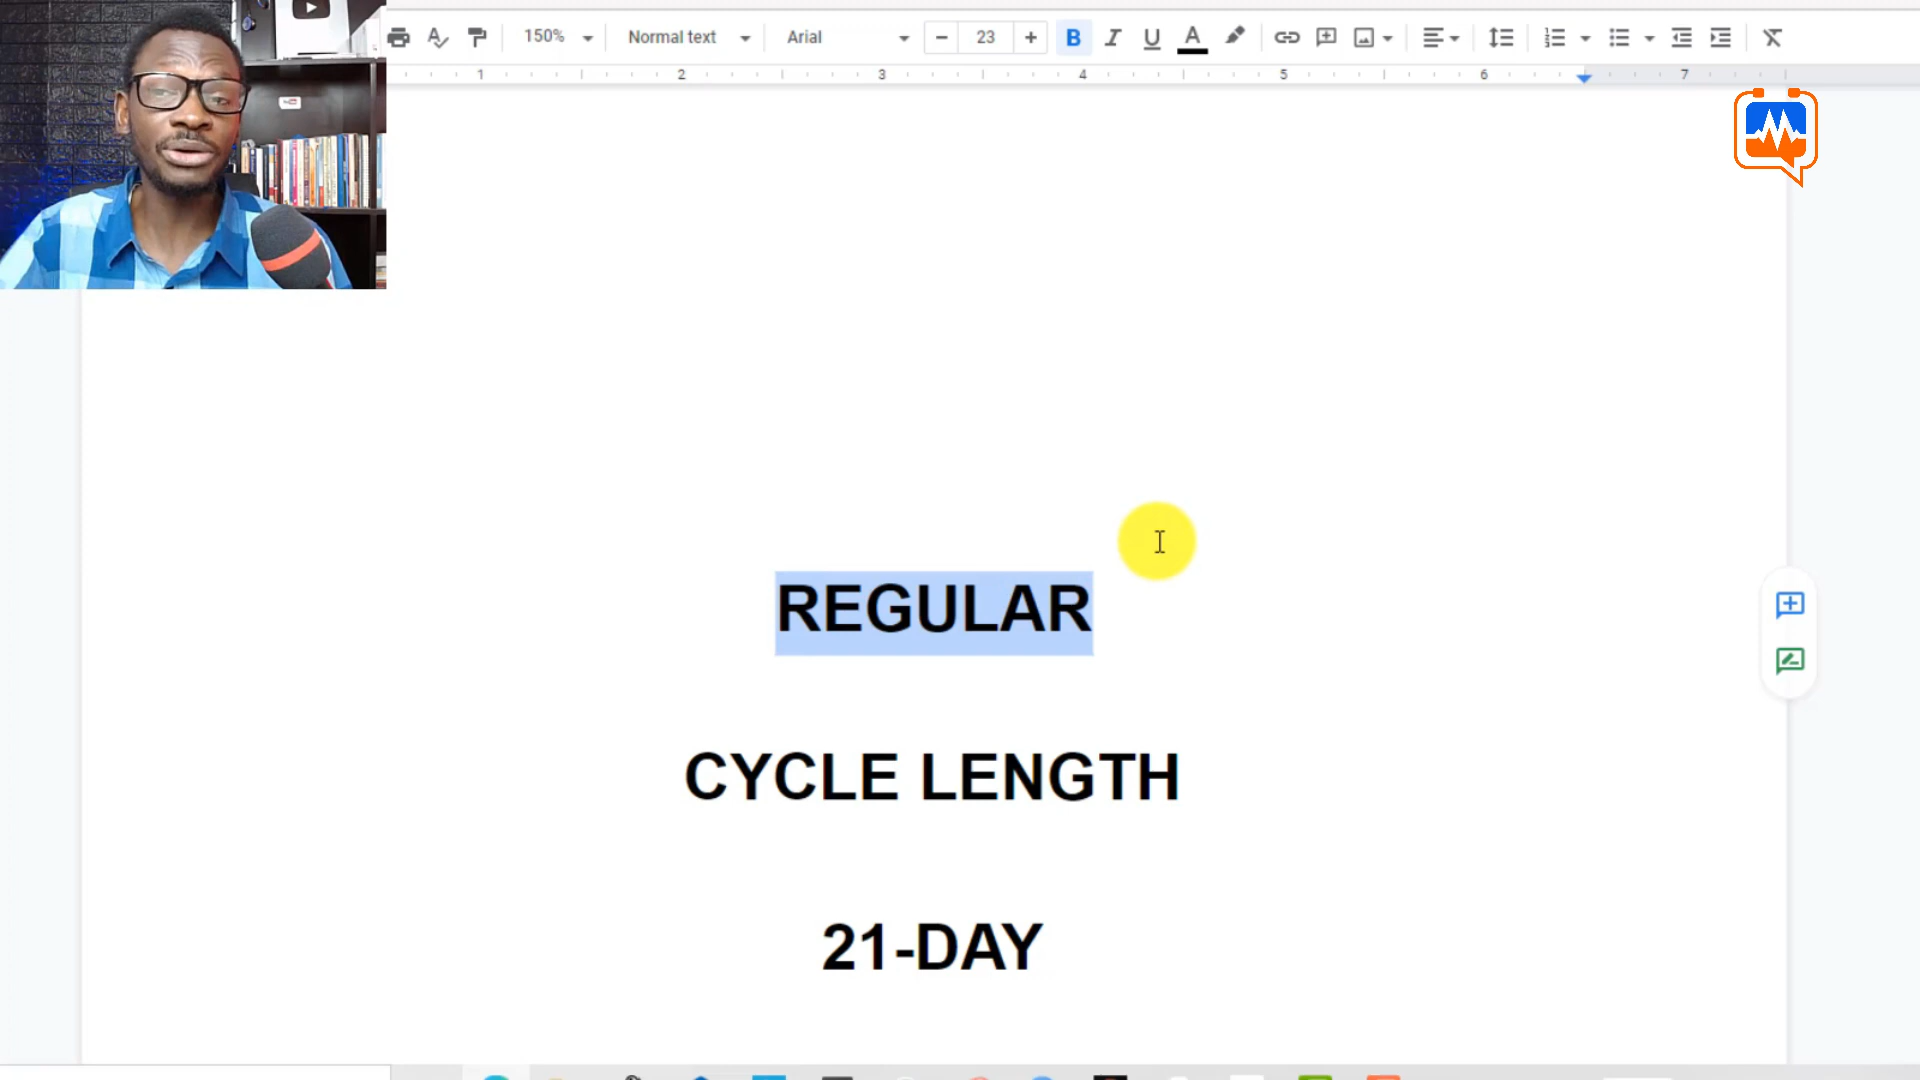 150%
Normal text
Arial
23
B
I
U
A
1 2 3 4 5 6 7
REGULAR
CYCLE LENGTH
21-DAY